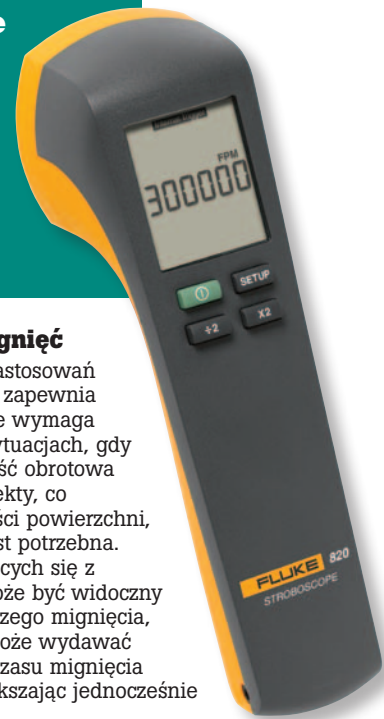 e
FPM
300000
SETUP
÷2
X2
gnięć
astosowań
zapewnia
e wymaga
ytuacjach, gdy
ść obrotowa
ekty, co
ści powierzchni,
st potrzebna.
cych się z
oże być widoczny
zego mignięcia,
oże wydawać
zasu mignięcia
kszając jednocześnie
FLUKE 820
STROBOSCOPE